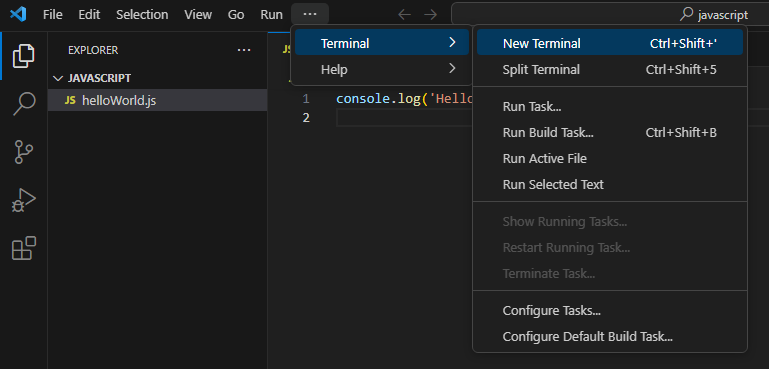 File Edit Selection View Go Run ···
javascript
EXPLORER ···
JAVASCRIPT
JS helloWorld.js
JS
1 console.log('Hello
2
Terminal
Help
New Terminal Ctrl+Shift+'
Split Terminal Ctrl+Shift+5
Run Task...
Run Build Task... Ctrl+Shift+B
Run Active File
Run Selected Text
Show Running Tasks...
Restart Running Task...
Terminate Task...
Configure Tasks...
Configure Default Build Task...